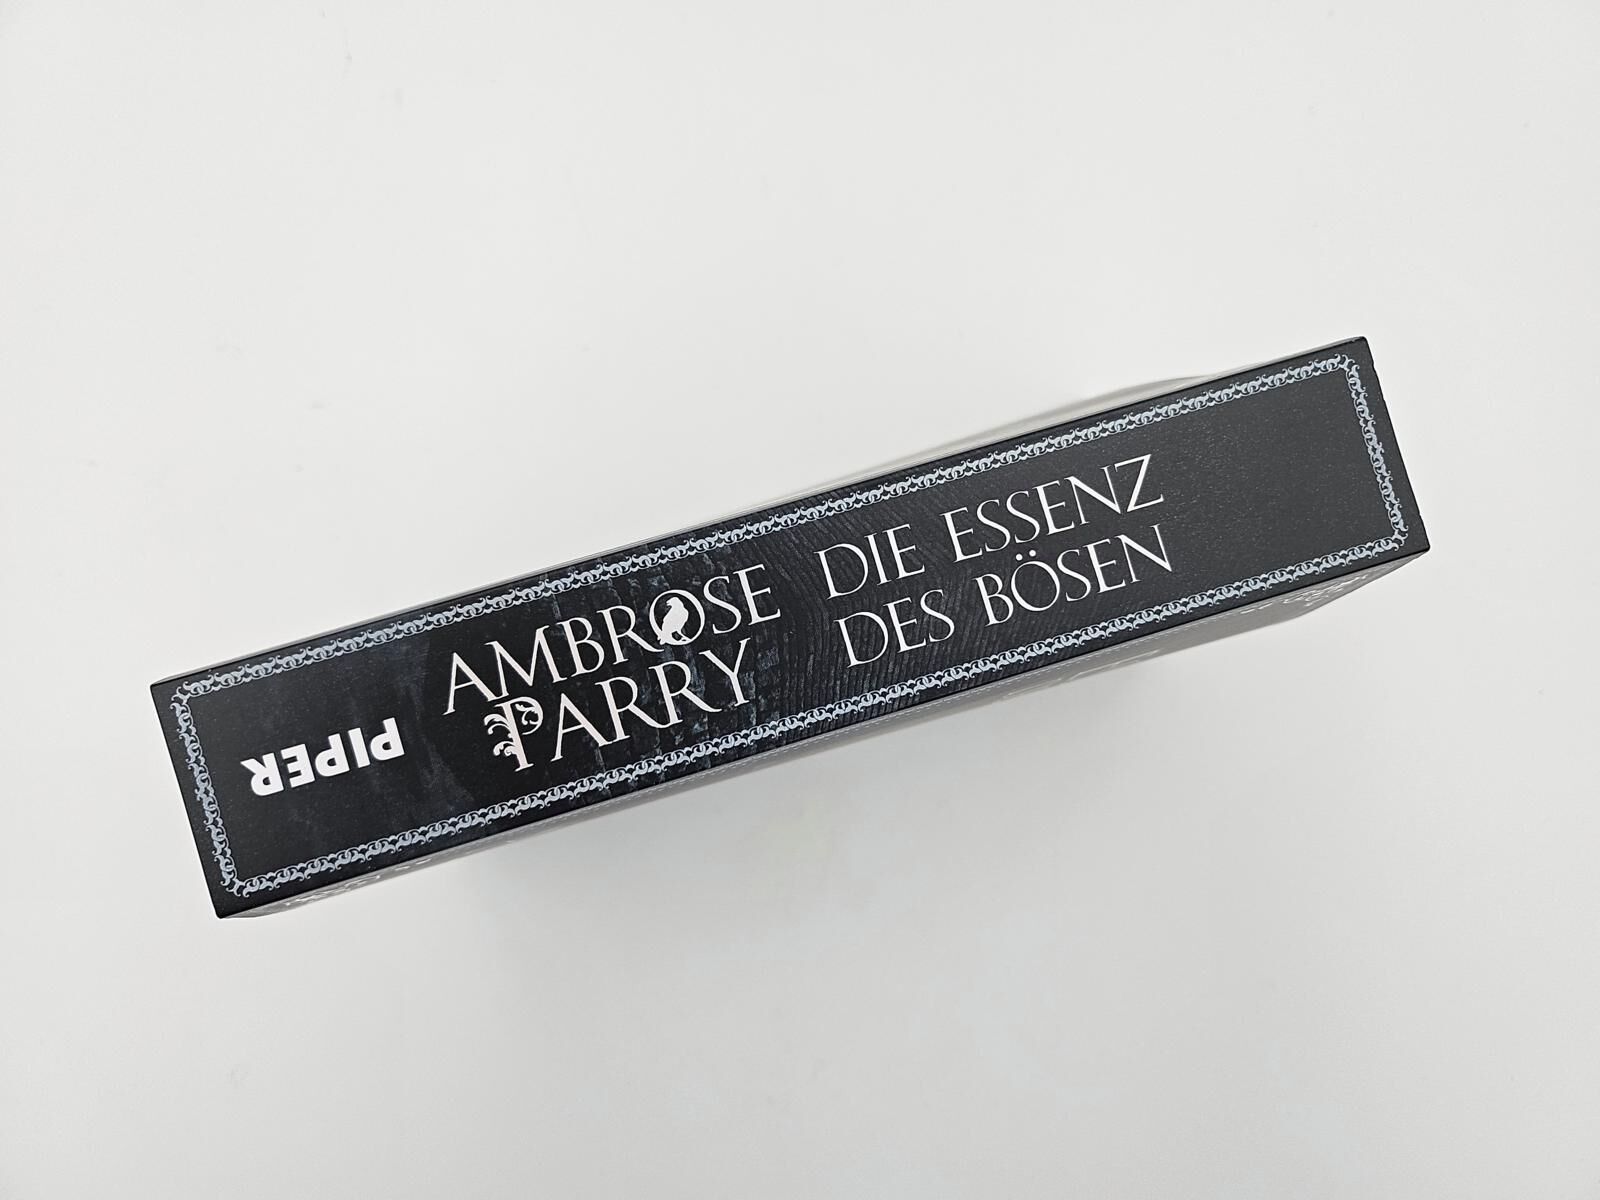 AMBROSE
PARRY
DIE ESSENZ
DES BÖSEN
PIPER